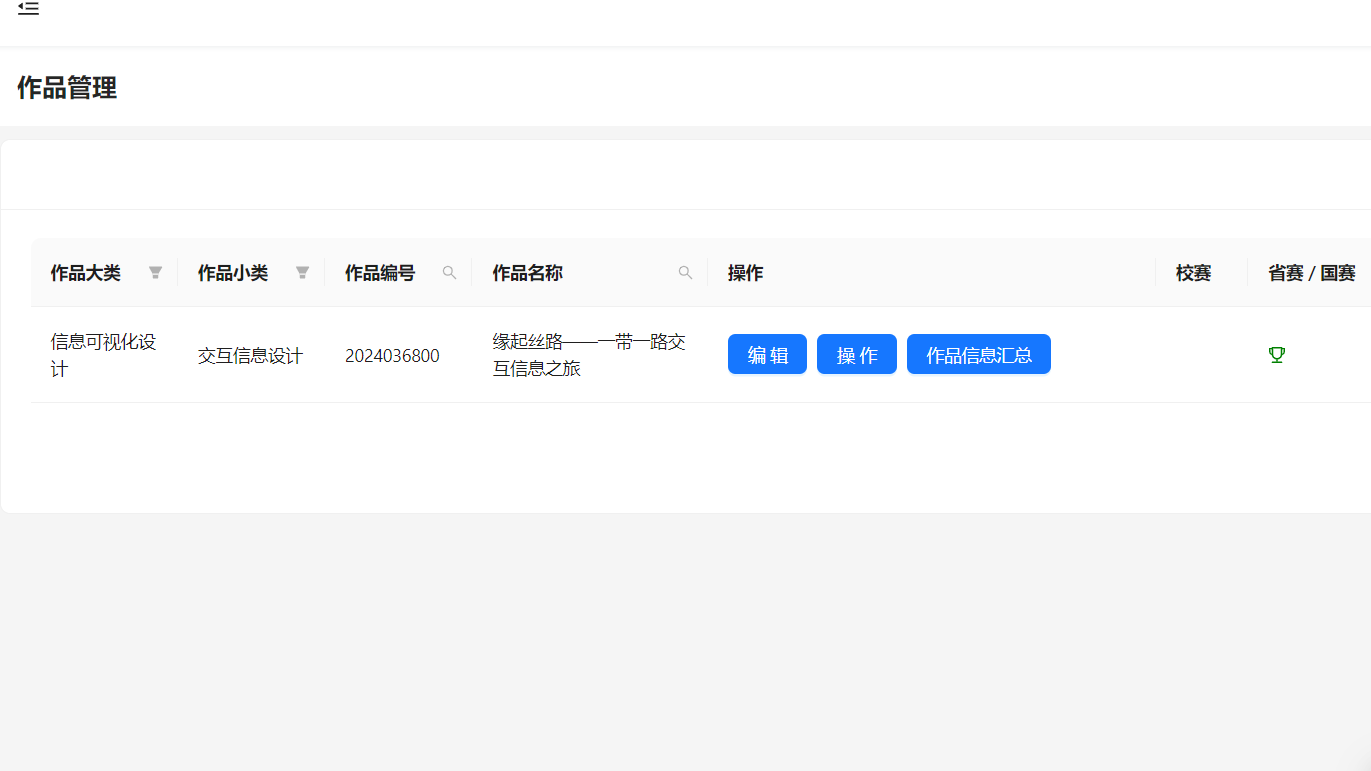 作品管理
作品大类 作品小类 作品编号 作品名称 操作 校赛 省赛 / 国赛
信息可视化设
计
交互信息设计
2024036800
缘起丝路——一带一路交
互信息之旅
编 辑 操 作 作品信息汇总